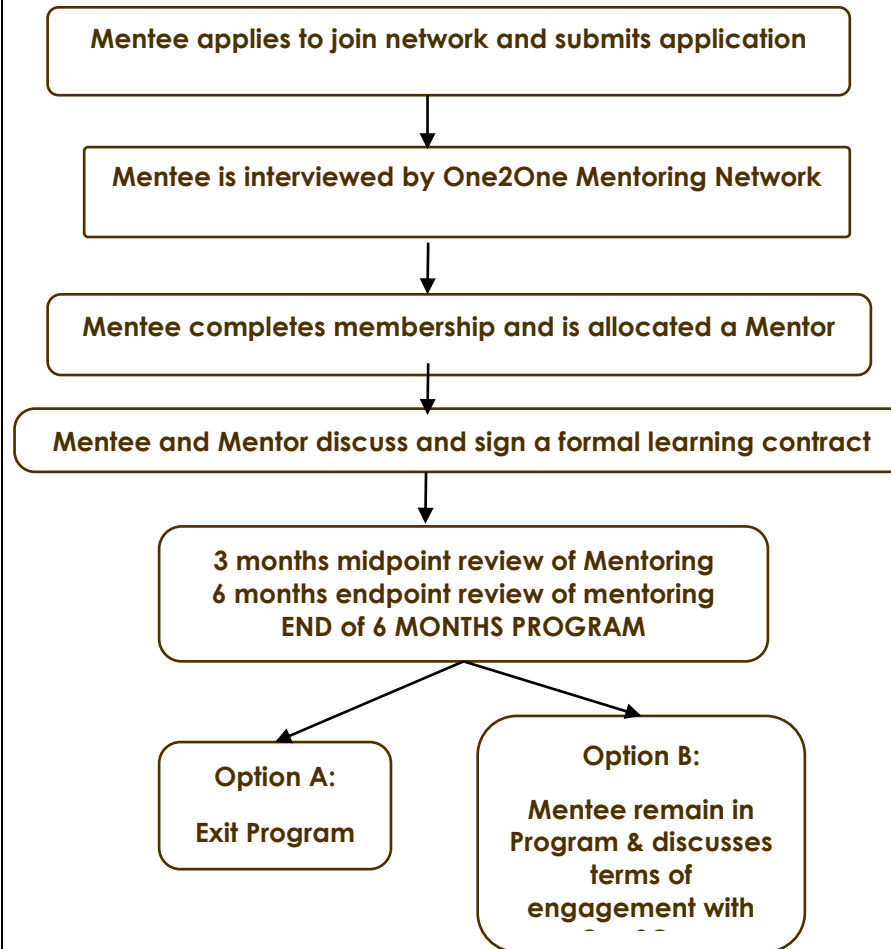 Mentee applies to join network and submits application
Mentee is interviewed by One2One Mentoring Network
Mentee completes membership and is allocated a Mentor
Mentee and Mentor discuss and sign a formal learning contract
3 months midpoint review of Mentoring
6 months endpoint review of mentoring
END of 6 MONTHS PROGRAM
Option A:
Exit Program
Option B:
Mentee remain in
Program & discusses
terms of
engagement with